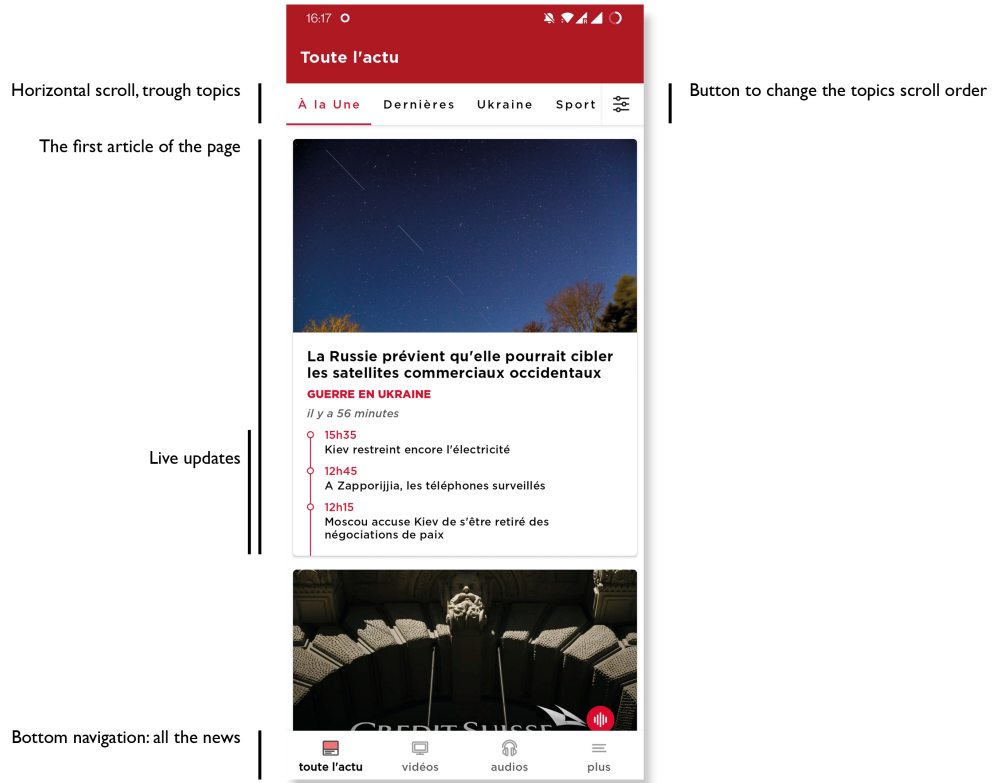 16:17
Toute l'actu
Horizontal scroll, trough topics
À la Une Dernières Ukraine Sport
Button to change the topics scroll order
The first article of the page
La Russie prévient qu'elle pourrait cibler
les satellites commerciaux occidentaux
GUERRE EN UKRAINE
il y a 56 minutes
Live updates
15h35
Kiev restreint encore l'électricité
12h45
A Zapporijjia, les téléphones surveillés
12h15
Moscou accuse Kiev de s'être retiré des
négociations de paix
CREDIT SUISSE
Bottom navigation: all the news
toute l'actu vidéos audios plus